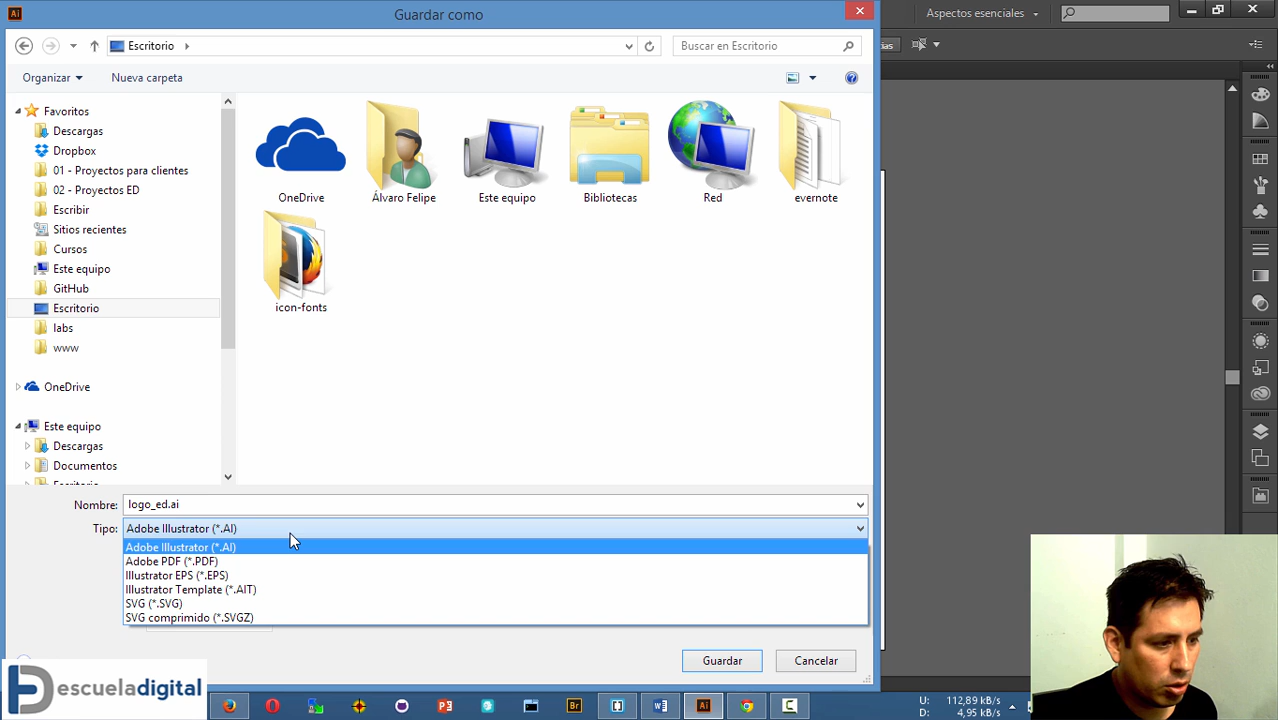 Ai Guardar como
Aspectos esenciales
Escritorio
Buscar en Escritorio
Organizar
Nueva carpeta
Favoritos
Descargas
Dropbox
01 - Proyectos para clientes
02 - Proyectos ED
Escribir
Sitios recientes
Cursos
Este equipo
GitHub
Escritorio
labs
www
OneDrive
Este equipo
Descargas
Documentos
OneDrive
Álvaro Felipe
Este equipo
Bibliotecas
Red
evernote
icon-fonts
Nombre: logo_ed.ai
Tipo: Adobe Illustrator (*.AI)
Adobe Illustrator (*.AI)
Adobe PDF (*.PDF)
Illustrator EPS (*.EPS)
Illustrator Template (*.AIT)
SVG (*.SVG)
SVG comprimido (*.SVGZ)
Guardar
Cancelar
escueladigital
Br
Ai
U: 112,89 kB/s
D: 4,95 kB/s